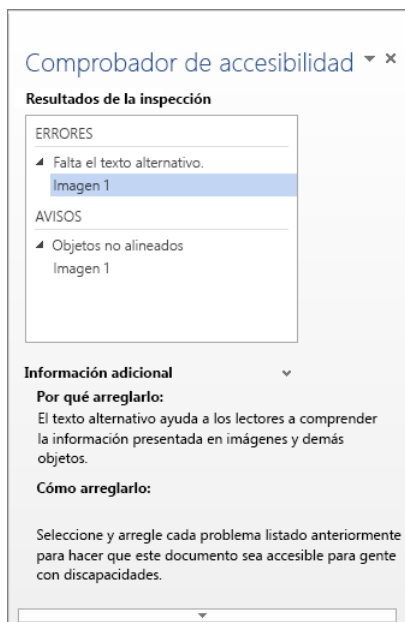 Comprobador de accesibilidad
Resultados de la inspección
ERRORES
Falta el texto alternativo.
Imagen 1
AVISOS
Objetos no alineados
Imagen 1
Información adicional
Por qué arreglarlo:
El texto alternativo ayuda a los lectores a comprender
la información presentada en imágenes y demás
objetos.
Cómo arreglarlo:
Seleccione y arregle cada problema listado anteriormente
para hacer que este documento sea accesible para gente
con discapacidades.